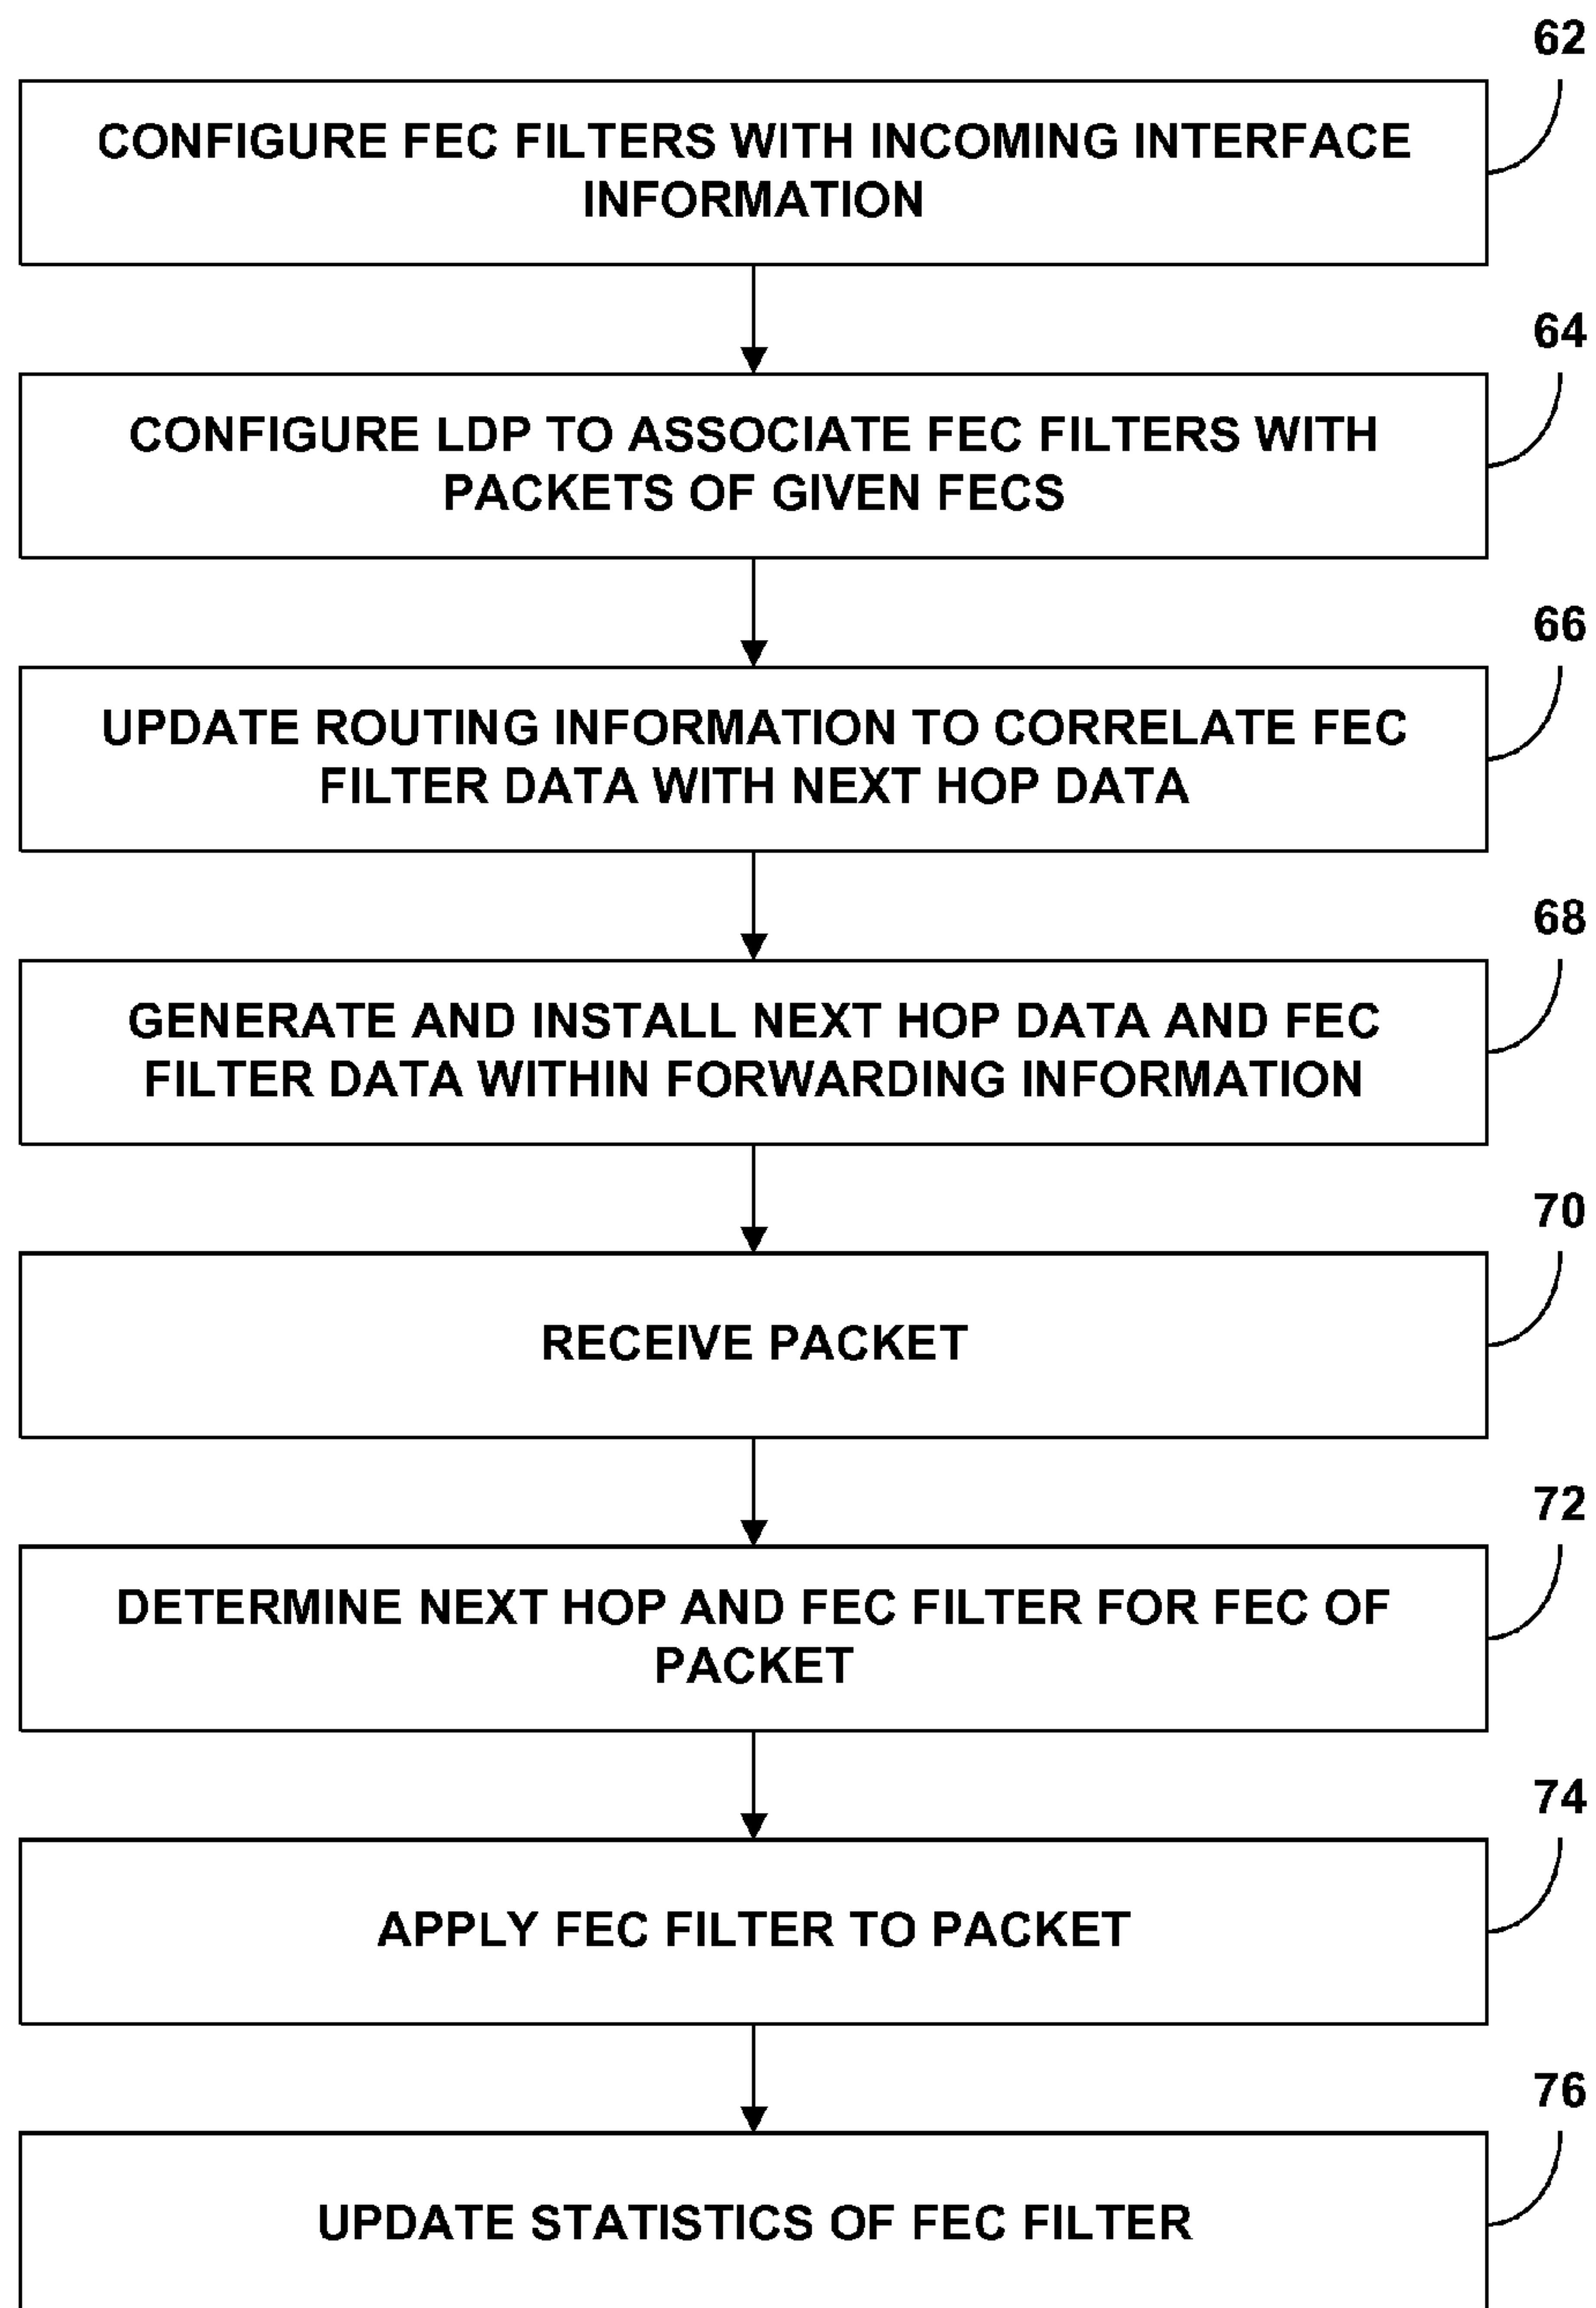 62
CONFIGURE FEC FILTERS WITH INCOMING INTERFACE
INFORMATION
64
CONFIGURE LDP TO ASSOCIATE FEC FILTERS WITH
PACKETS OF GIVEN FECS
66
UPDATE ROUTING INFORMATION TO CORRELATE FEC
FILTER DATA WITH NEXT HOP DATA
68
GENERATE AND INSTALL NEXT HOP DATA AND FEC
FILTER DATA WITHIN FORWARDING INFORMATION
70
RECEIVE PACKET
72
DETERMINE NEXT HOP AND FEC FILTER FOR FEC OF
PACKET
74
APPLY FEC FILTER TO PACKET
76
UPDATE STATISTICS OF FEC FILTER